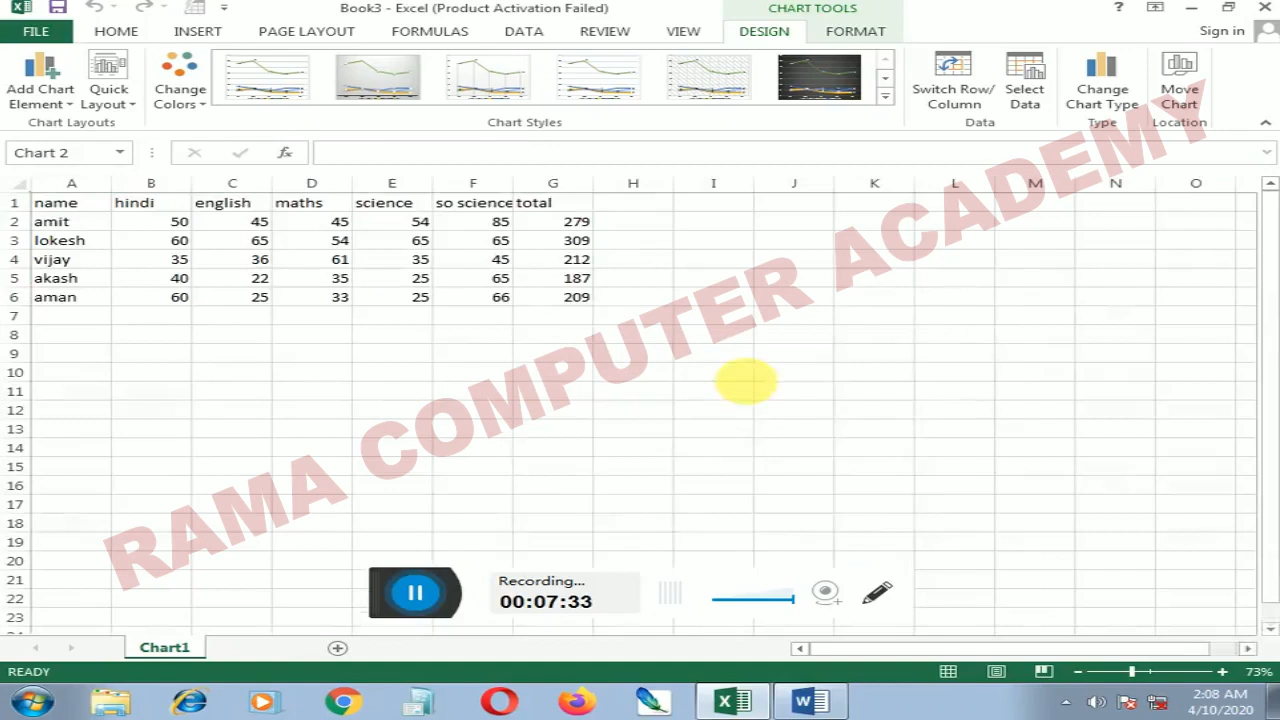 Book3 - Excel (Product Activation Failed)
CHART TOOLS
FILE HOME INSERT PAGE LAYOUT FORMULAS DATA REVIEW VIEW DESIGN FORMAT Sign in
Add Chart Element Quick Layout Change Colors Switch Row/ Column Select Data Change Chart Type Move Chart
Chart Layouts Chart Styles Data Type Location
Chart 2 fx
A B C D E F G H I J K L M N O
1 name hindi english maths science so science total
2 amit 50 45 45 54 85 279
3 lokesh 60 65 54 65 65 309
4 vijay 35 36 61 35 45 212
5 akash 40 22 35 25 65 187
6 aman 60 25 33 25 66 209
7
8
9
10
11
12
13
14
15
16
17
18
19
20
21
22
23
RAMA COMPUTER ACADEMY
Recording...
00:07:33
Chart1
READY 73%
2:08 AM
4/10/2020